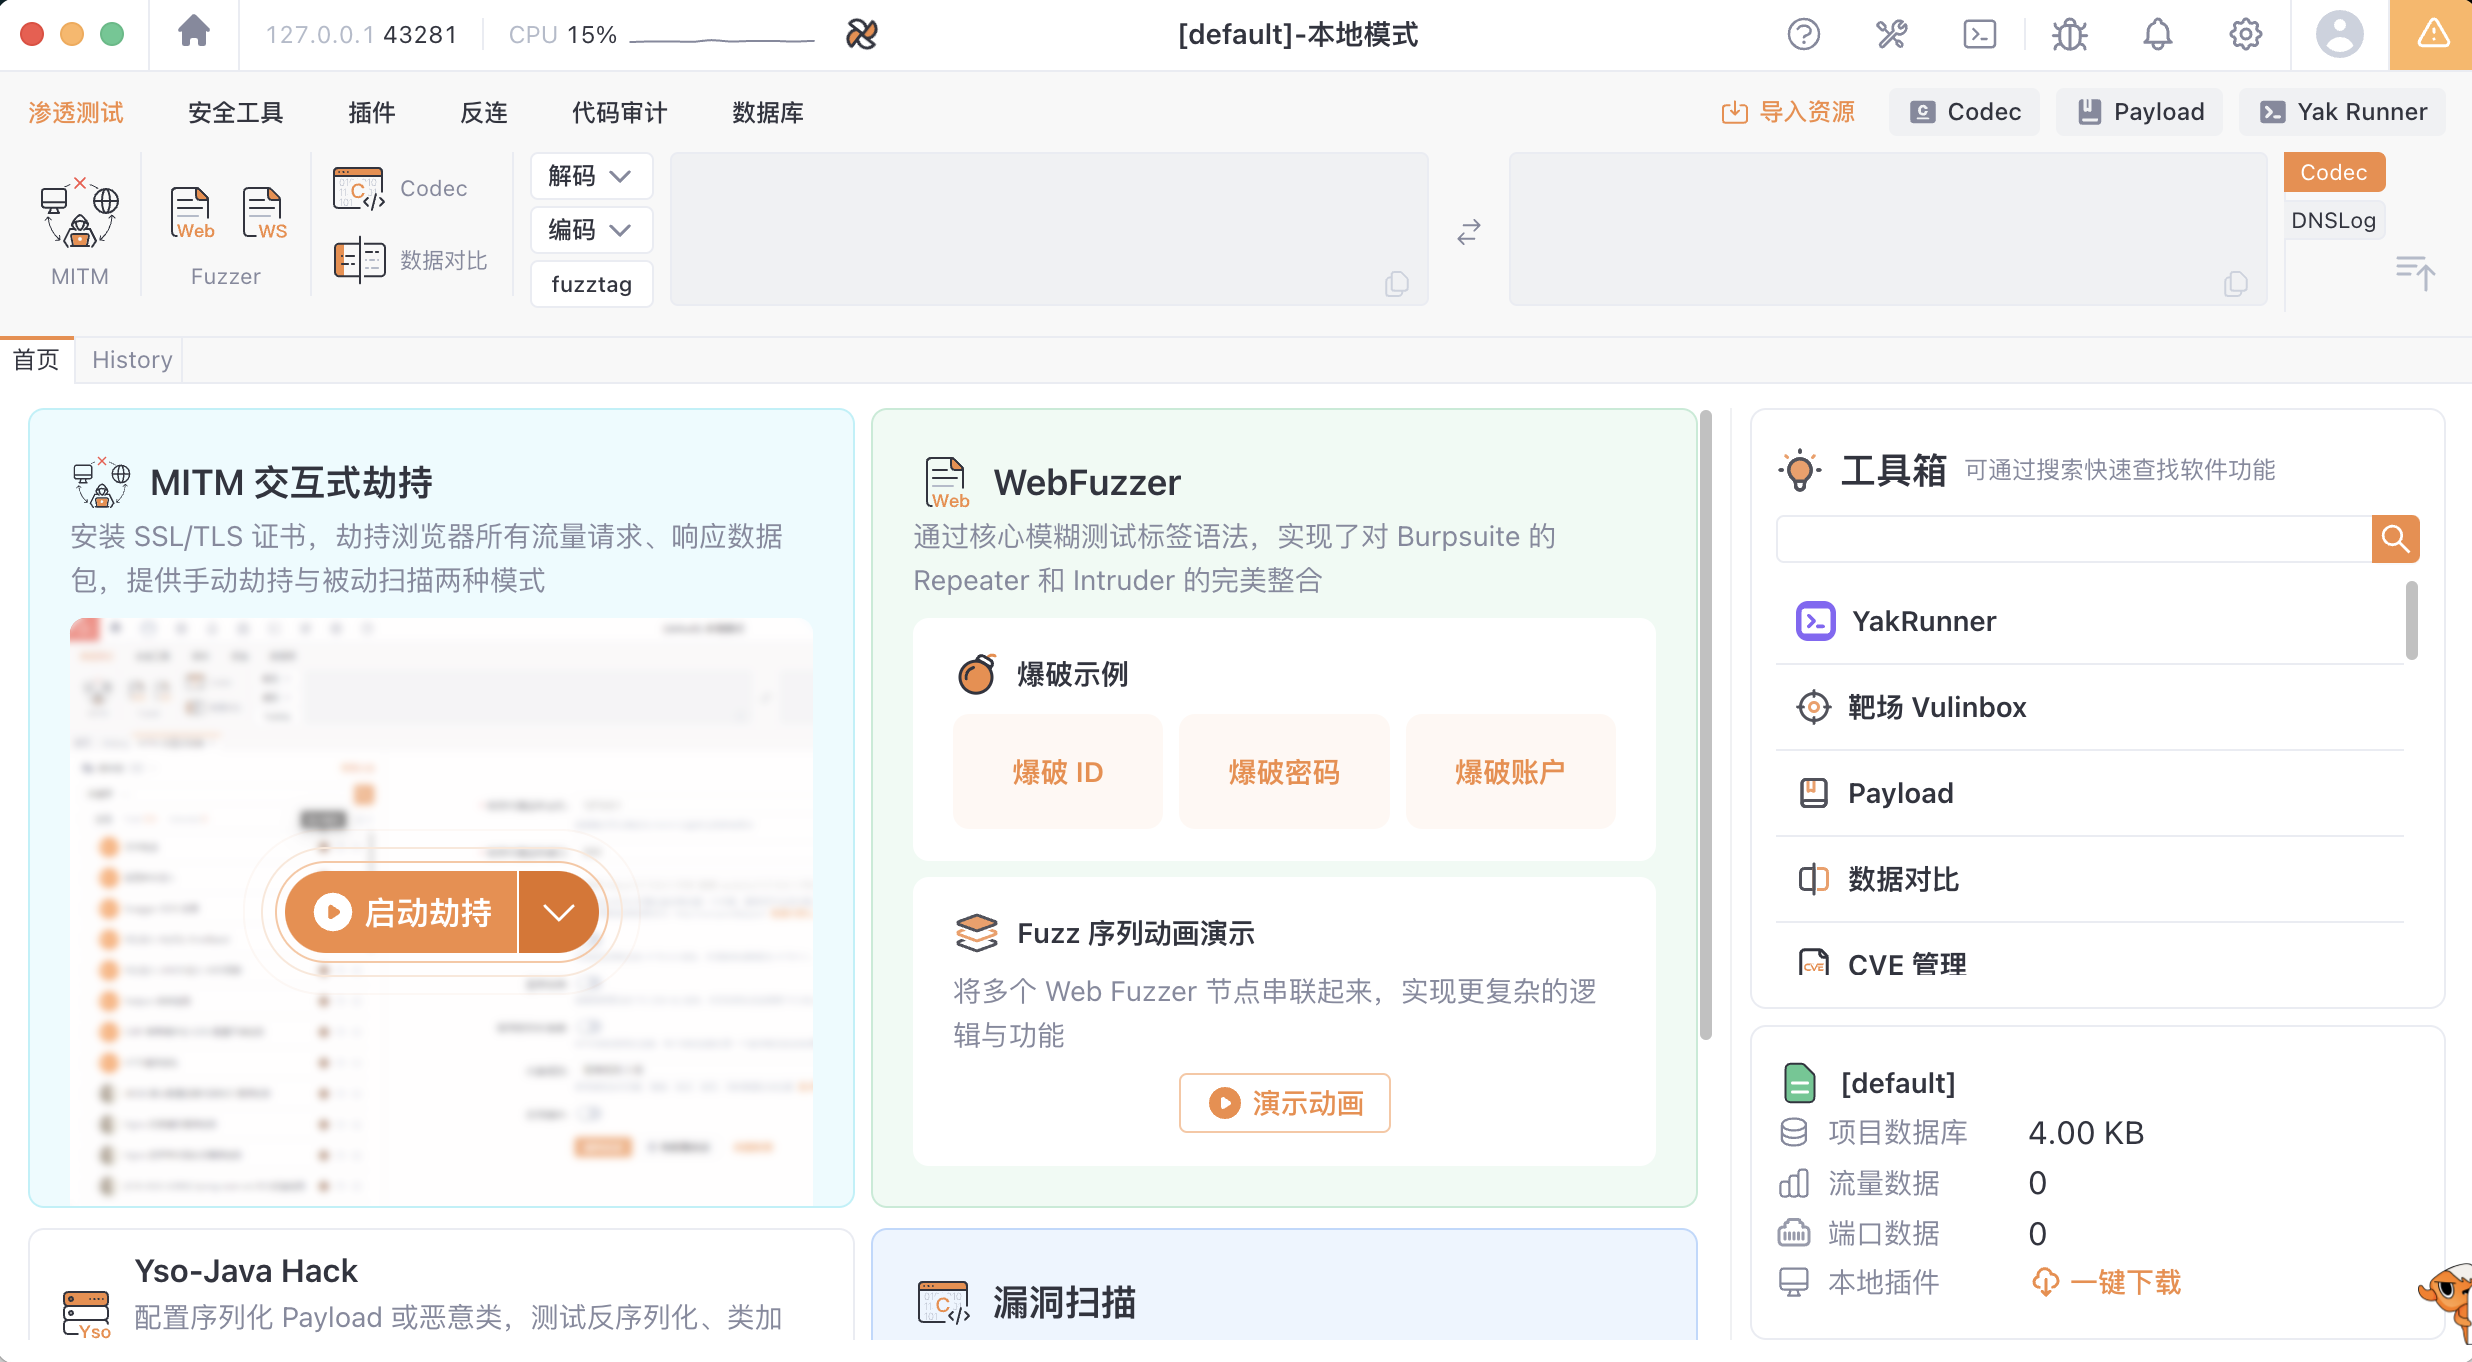 127.0.0.1 43281 CPU 15% [default]-本地模式
渗透测试 安全工具 插件 反连 代码审计 数据库 导入资源 Codec Payload Yak Runner
MITM
Web WS
Fuzzer
Codec
数据对比
解码
编码
fuzztag
Codec
DNSLog
首页 History
MITM 交互式劫持
安装 SSL/TLS 证书，劫持浏览器所有流量请求、响应数据
包，提供手动劫持与被动扫描两种模式
启动劫持
Web
WebFuzzer
通过核心模糊测试标签语法，实现了对 Burpsuite 的
Repeater 和 Intruder 的完美整合
爆破示例
爆破 ID 爆破密码 爆破账户
Fuzz 序列动画演示
将多个 Web Fuzzer 节点串联起来，实现更复杂的逻
辑与功能
演示动画
Yso-Java Hack
Yso
配置序列化 Payload 或恶意类，测试反序列化、类加
漏洞扫描
工具箱 可通过搜索快速查找软件功能
YakRunner
靶场 Vulinbox
Payload
数据对比
CVE 管理
[default]
项目数据库 4.00 KB
流量数据 0
端口数据 0
本地插件 一键下载